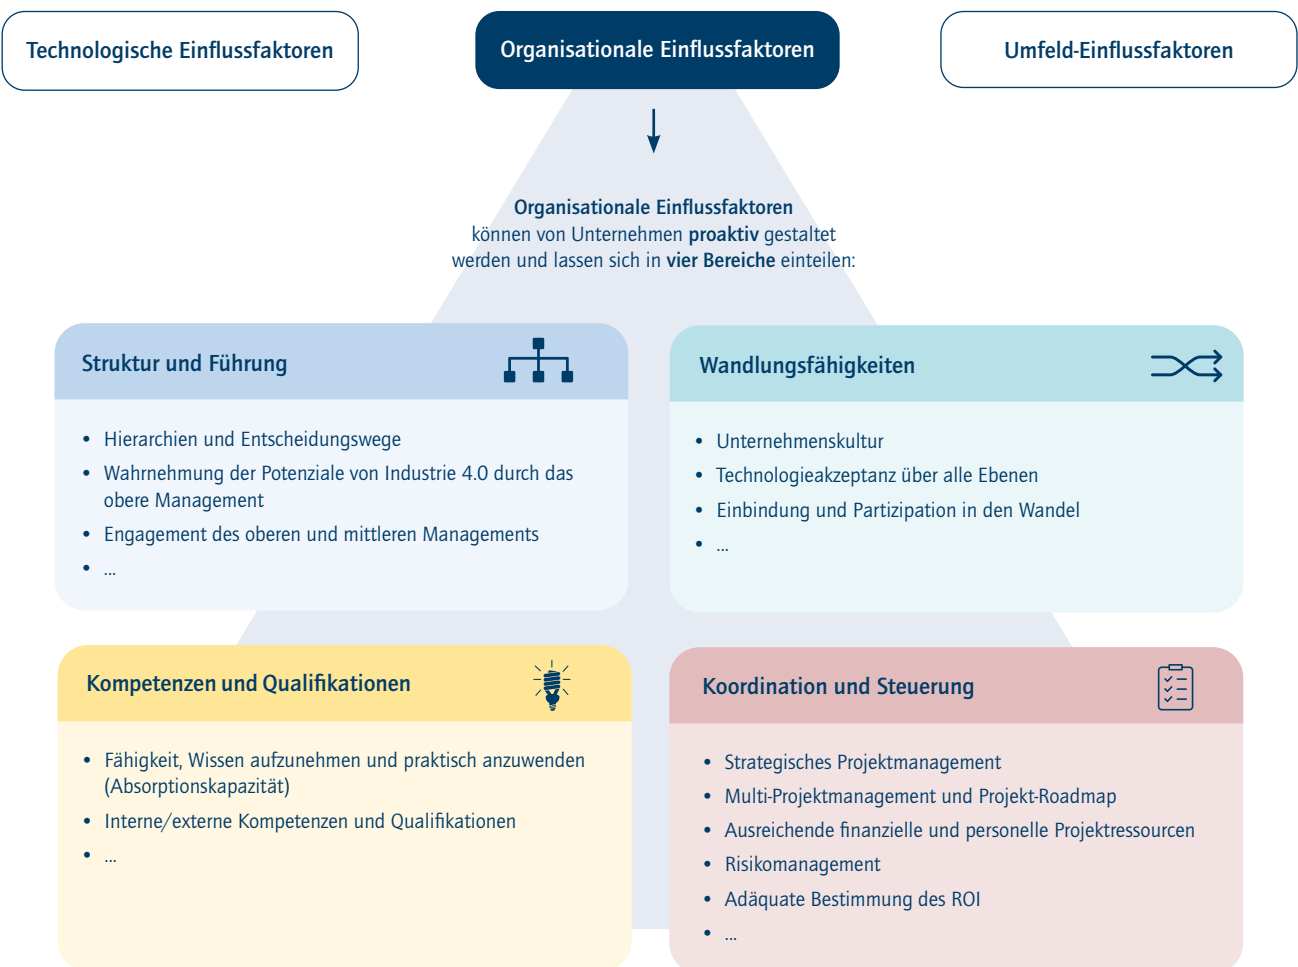 Technologische Einflussfaktoren
Organisationale Einflussfaktoren
Umfeld-Einflussfaktoren
Organisationale Einflussfaktoren
können von Unternehmen proaktiv gestaltet
werden und lassen sich in vier Bereiche einteilen:
Struktur und Führung
• Hierarchien und Entscheidungswege
• Wahrnehmung der Potenziale von Industrie 4.0 durch das
obere Management
• Engagement des oberen und mittleren Managements
• ...
Wandlungsfähigkeiten
• Unternehmenskultur
• Technologieakzeptanz über alle Ebenen
• Einbindung und Partizipation in den Wandel
• ...
Kompetenzen und Qualifikationen
• Fähigkeit, Wissen aufzunehmen und praktisch anzuwenden
(Absorptionskapazität)
• Interne/externe Kompetenzen und Qualifikationen
• ...
Koordination und Steuerung
• Strategisches Projektmanagement
• Multi-Projektmanagement und Projekt-Roadmap
• Ausreichende finanzielle und personelle Projektressourcen
• Risikomanagement
• Adäquate Bestimmung des ROI
• ...